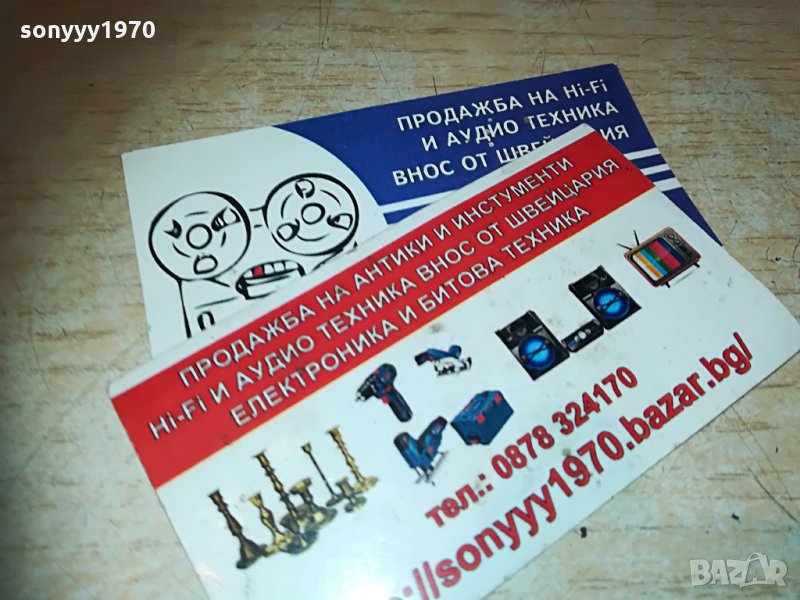 sonyyy1970
ПРОДАЖБА НА Hi-Fi
И АУДИО ТЕХНИКА
ВНОС ОТ
ПРОДАЖБА НА АНТИКИ И ИНСТУМЕНТИ
Hi-Fi И АУДИО ТЕХНИКА ВНОС ОТ ШВЕЙЦАРИЯ
ЕЛЕКТРОНИКА И БИТОВА ТЕХНИКА
тел.: 0878 324170
://sonyyy1970.bazar.bg/
BAZAR